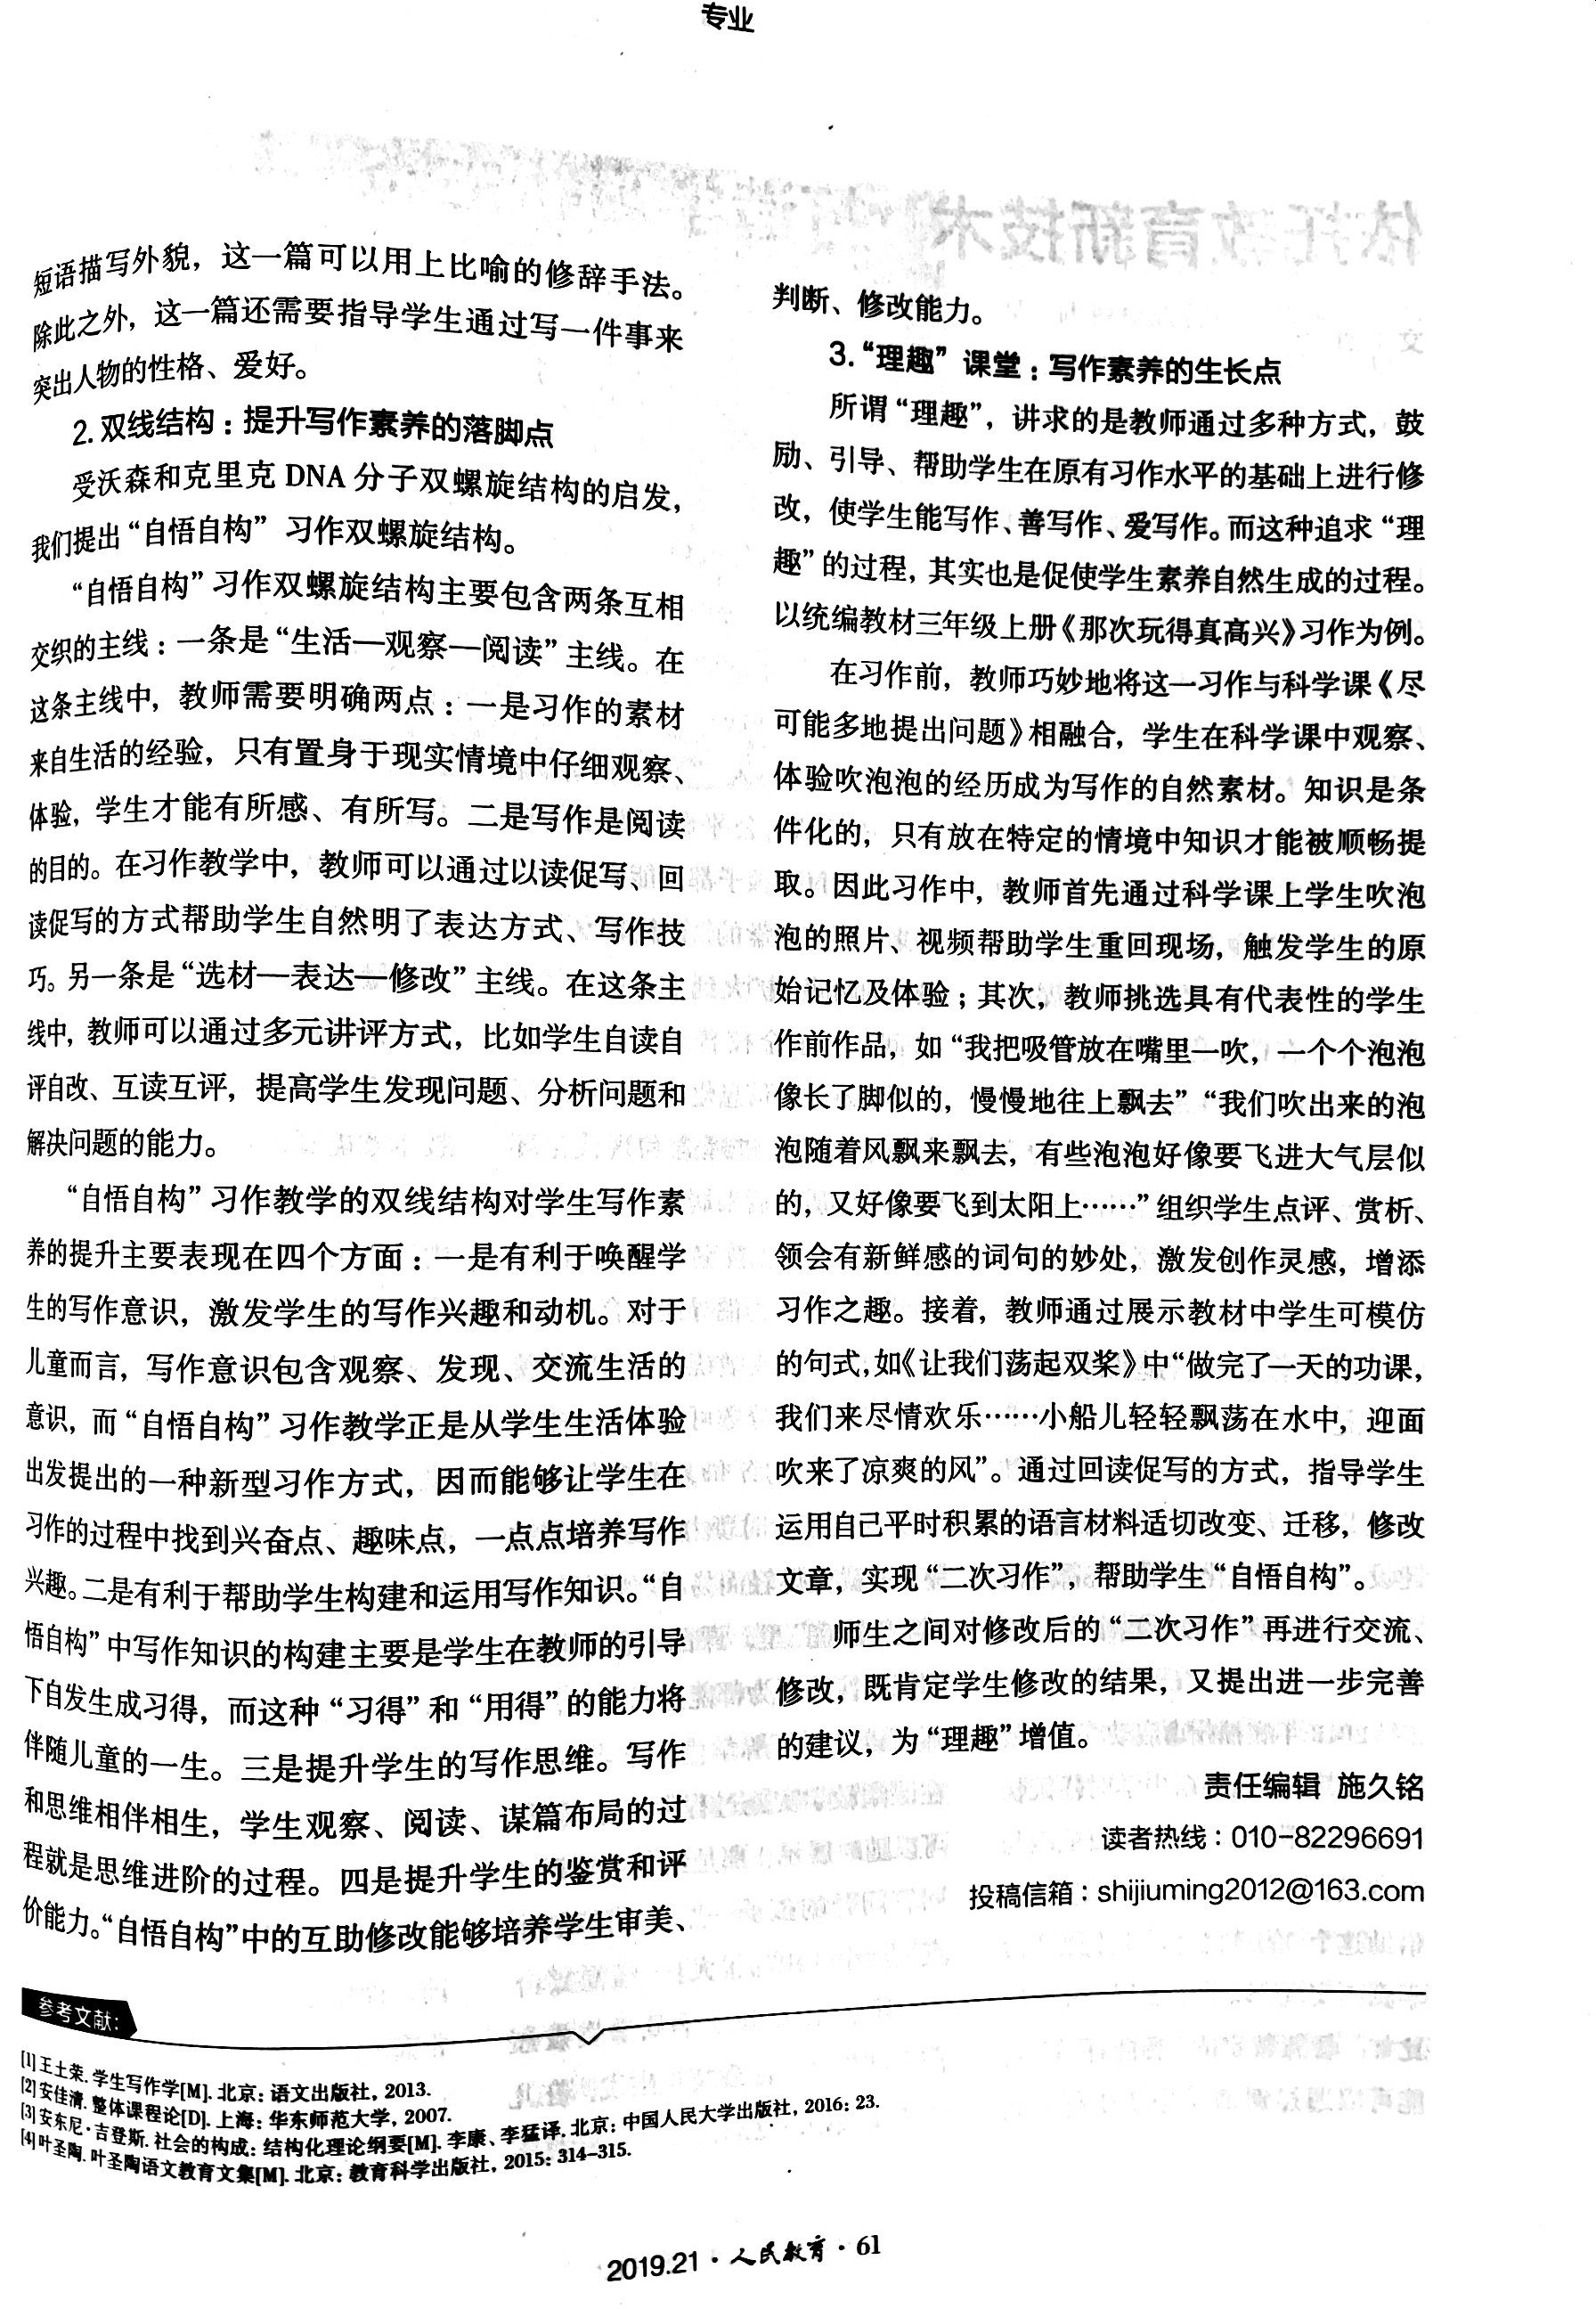 专业
短语描写外貌，这一篇可以用上比喻的修辞手法。
除此之外，这一篇还需要指导学生通过写一件事来
突出人物的性格、爱好。
2. 双线结构：提升写作素养的落脚点
受沃森和克里克 DNA 分子双螺旋结构的启发，
我们提出“自悟自构”习作双螺旋结构。
“自悟自构”习作双螺旋结构主要包含两条互相
交织的主线：一条是“生活—观察—阅读”主线。在
这条主线中，教师需要明确两点：一是习作的素材
来自生活的经验，只有置身于现实情境中仔细观察、
体验，学生才能有所感、有所写。二是写作是阅读
的目的。在习作教学中，教师可以通过以读促写、回
读促写的方式帮助学生自然明了表达方式、写作技
巧。另一条是“选材—表达—修改”主线。在这条主
线中，教师可以通过多元讲评方式，比如学生自读自
评自改、互读互评，提高学生发现问题、分析问题和
解决问题的能力。
“自悟自构”习作教学的双线结构对学生写作素
养的提升主要表现在四个方面：一是有利于唤醒学
生的写作意识，激发学生的写作兴趣和动机。对于
儿童而言，写作意识包含观察、发现、交流生活的
意识，而“自悟自构”习作教学正是从学生生活体验
出发提出的一种新型习作方式，因而能够让学生在
习作的过程中找到兴奋点、趣味点，一点点培养写作
兴趣。二是有利于帮助学生构建和运用写作知识。“自
悟自构”中写作知识的构建主要是学生在教师的引导
下自发生成习得，而这种“习得”和“用得”的能力将
伴随儿童的一生。三是提升学生的写作思维。写作
和思维相伴相生，学生观察、阅读、谋篇布局的过
程就是思维进阶的过程。四是提升学生的鉴赏和评
价能力。“自悟自构”中的互助修改能够培养学生审美、
判断、修改能力。
3.“理趣”课堂：写作素养的生长点
所谓“理趣”，讲求的是教师通过多种方式，鼓
励、引导、帮助学生在原有习作水平的基础上进行修
改，使学生能写作、善写作、爱写作。而这种追求“理
趣”的过程，其实也是促使学生素养自然生成的过程。
以统编教材三年级上册《那次玩得真高兴》习作为例。
在习作前，教师巧妙地将这一习作与科学课《尽
可能多地提出问题》相融合，学生在科学课中观察、
体验吹泡泡的经历成为写作的自然素材。知识是条
件化的，只有放在特定的情境中知识才能被顺畅提
取。因此习作中，教师首先通过科学课上学生吹泡
泡的照片、视频帮助学生重回现场，触发学生的原
始记忆及体验；其次，教师挑选具有代表性的学生
作前作品，如“我把吸管放在嘴里一吹，一个个泡泡
像长了脚似的，慢慢地往上飘去”“我们吹出来的泡
泡随着风飘来飘去，有些泡泡好像要飞进大气层似
的，又好像要飞到太阳上……”组织学生点评、赏析、
领会有新鲜感的词句的妙处，激发创作灵感，增添
习作之趣。接着，教师通过展示教材中学生可模仿
的句式，如《让我们荡起双桨》中“做完了一天的功课，
我们来尽情欢乐……小船儿轻轻飘荡在水中，迎面
吹来了凉爽的风”。通过回读促写的方式，指导学生
运用自己平时积累的语言材料适切改变、迁移，修改
文章，实现“二次习作”，帮助学生“自悟自构”。
师生之间对修改后的“二次习作”再进行交流、
修改，既肯定学生修改的结果，又提出进一步完善
的建议，为“理趣”增值。
责任编辑 施久铭
读者热线：010-82296691
投稿信箱：shijiuming2012@163.com
参考文献：
[1]王土荣. 学生写作学[M]. 北京：语文出版社，2013.
[2]安佳清. 整体课程论[D]. 上海：华东师范大学，2007.
[3]安东尼·吉登斯. 社会的构成：结构化理论纲要[M]. 李康、李猛译. 北京：中国人民大学出版社，2016：23.
[4]叶圣陶. 叶圣陶语文教育文集[M]. 北京：教育科学出版社，2015：314-315.
2019.21·人民教育·61